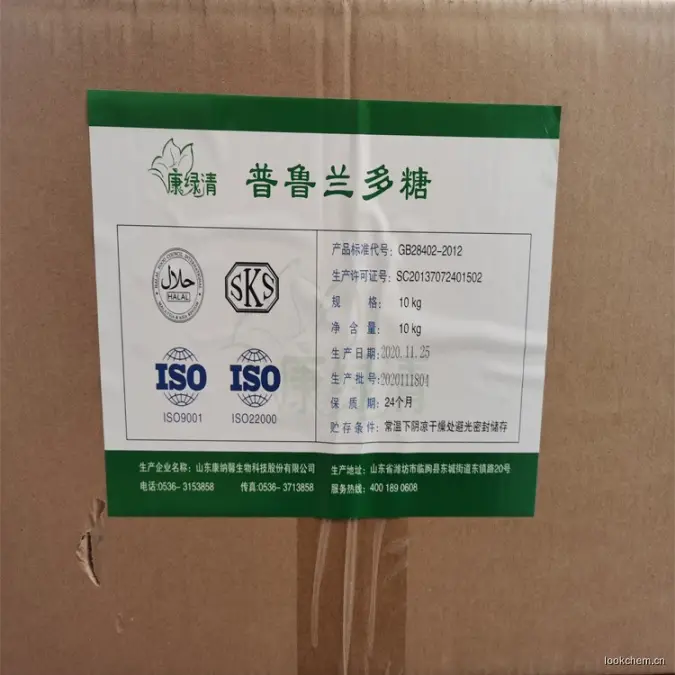 康绿清
普鲁兰多糖
حلال
HALAL
SKS
ISO
ISO9001
ISO
ISO22000
产品标准代号：GB28402-2012
生产许可证号：SC20137072401502
规 格：10 kg
净 含 量：10 kg
生产日期：2020.11.25
生产批号：2020111804
保 质 期：24个月
贮存条件：常温下阴凉干燥处避光密封储存
生产企业名称：山东康纳馨生物科技股份有限公司
电话:0536- 3153858 传真:0536- 3713858
生产地址：山东省潍坊市临朐县东城街道东镇路20号
服务热线：400 189 0608
lookchem.cn